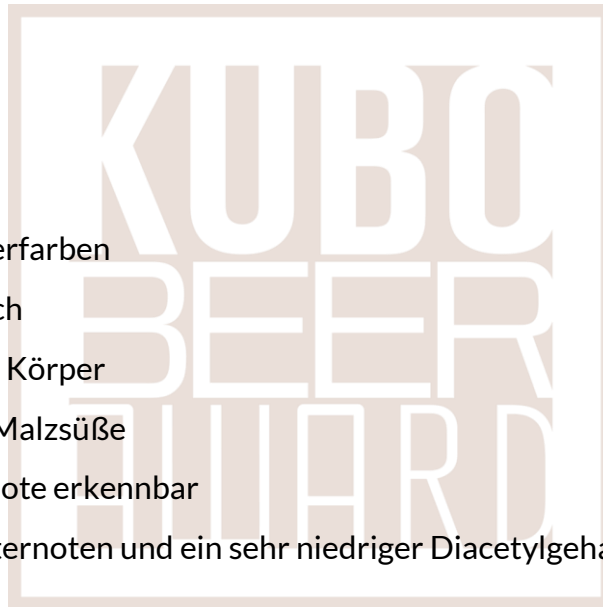 KUBO
BEER
AWARD
erfarben
ch
Körper
Malzsüße
ote erkennbar
ternoten und ein sehr niedriger Diacetylgeha